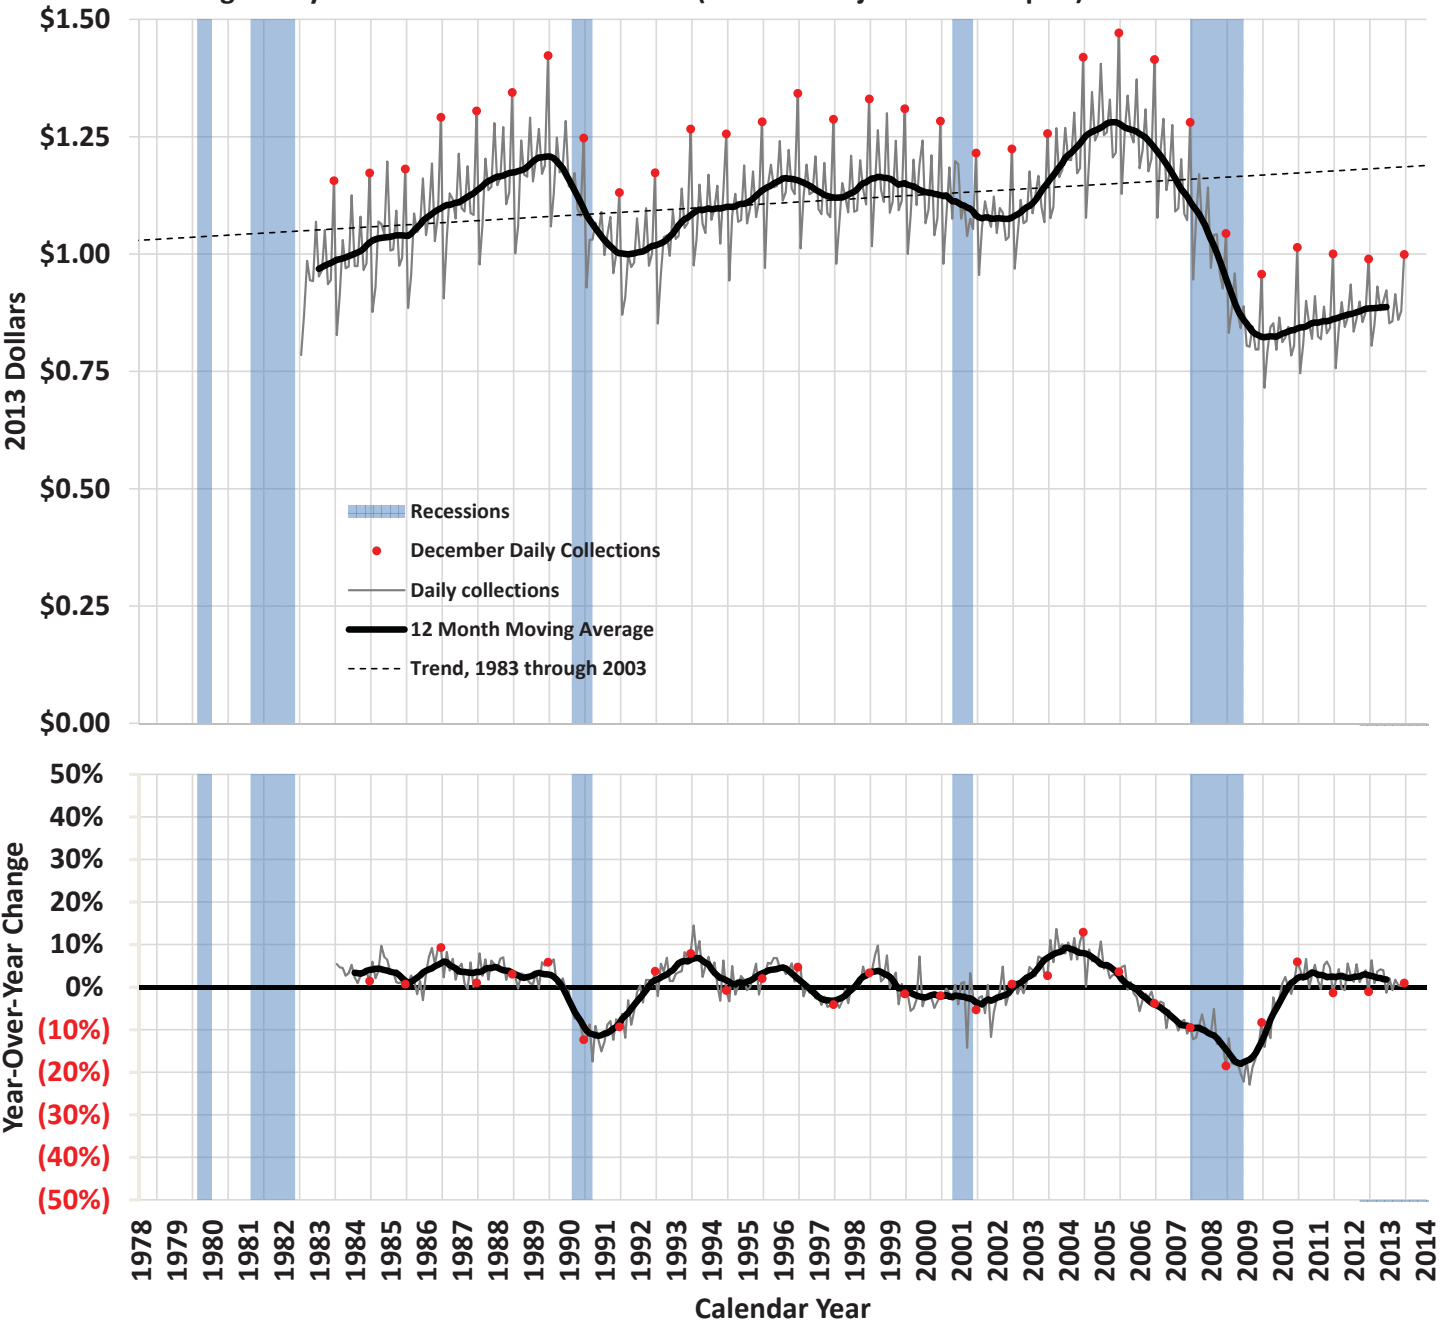 $1.50
$1.25
$1.00
$0.75
$0.50
$0.25
$0.00
2013 Dollars
Recessions
December Daily Collections
Daily collections
12 Month Moving Average
Trend, 1983 through 2003
50%
40%
30%
20%
10%
0%
(10%)
(20%)
(30%)
(40%)
(50%)
Year-Over-Year Change
1978 1979 1980 1981 1982 1983 1984 1985 1986 1987 1988 1989 1990 1991 1992 1993 1994 1995 1996 1997 1998 1999 2000 2001 2002 2003 2004 2005 2006 2007 2008 2009 2010 2011 2012 2013 2014
Calendar Year